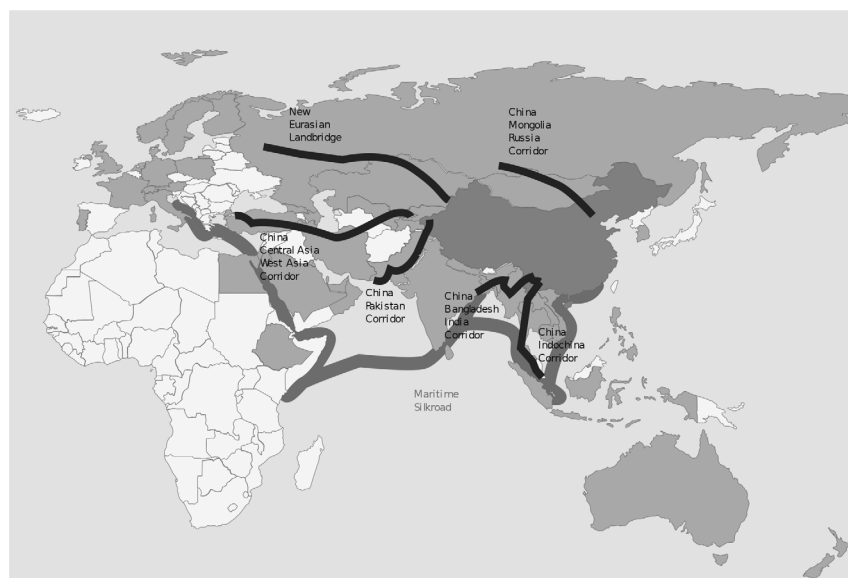 New
Eurasian
Landbridge
China
Mongolia
Russia
Corridor
China
Central Asia
West Asia
Corridor
China
Pakistan
Corridor
China
Bangladesh
India
Corridor
China
Indochina
Corridor
Maritime
Silkroad